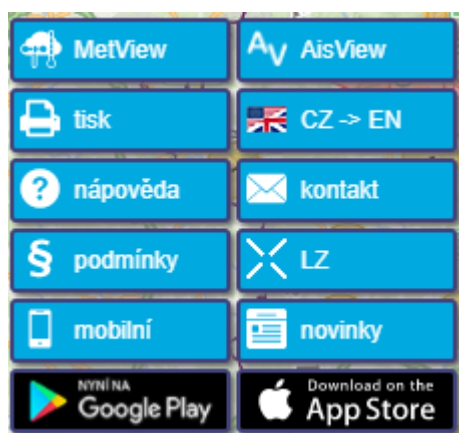 MetView
AV AisView
tisk
CZ -> EN
? nápověda
kontakt
§ podmínky
LZ
mobilní
novinky
NYNÍ NA
Google Play
Download on the
App Store